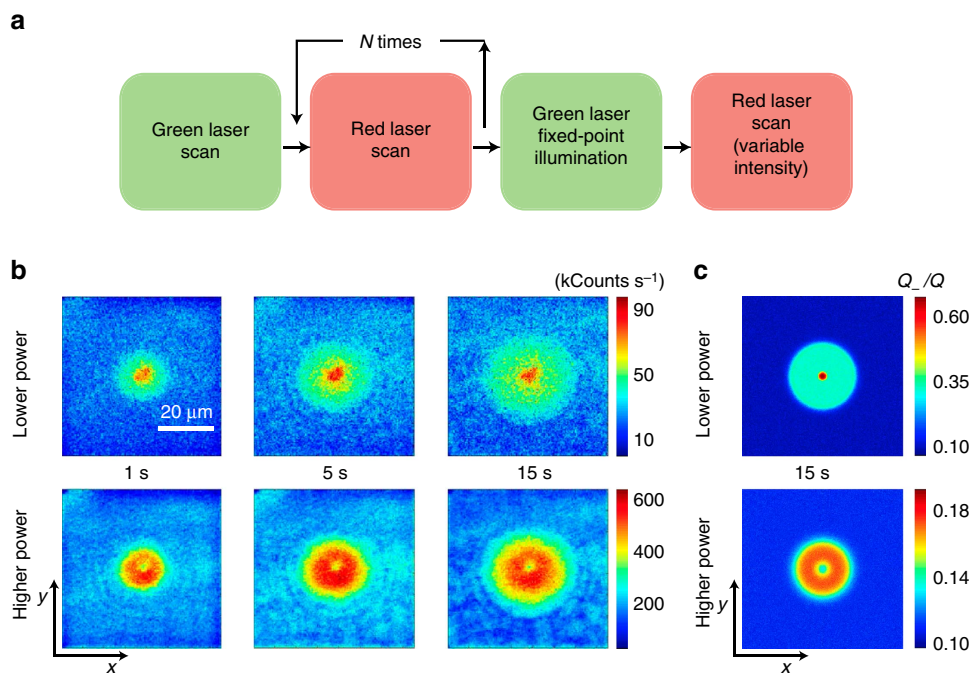 a
N times
Green laser
scan
Red laser
scan
Green laser
fixed-point
illumination
Red laser
scan
(variable
intensity)
b
(kCounts s⁻¹)
c
Q₋/Q
Lower power
20 μm
90
50
10
Lower power
0.60
0.35
0.10
1 s
5 s
15 s
15 s
Higher power
y
x
600
400
200
Higher power
y
x
0.18
0.14
0.10